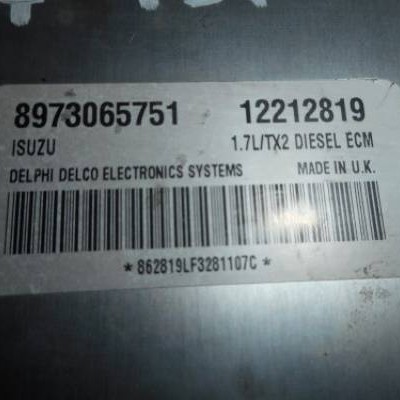 8973065751 12212819
ISUZU 1.7L/TX2 DIESEL ECM
DELPHI DELCO ELECTRONICS SYSTEMS MADE IN U.K.
*862819LF3281107C*